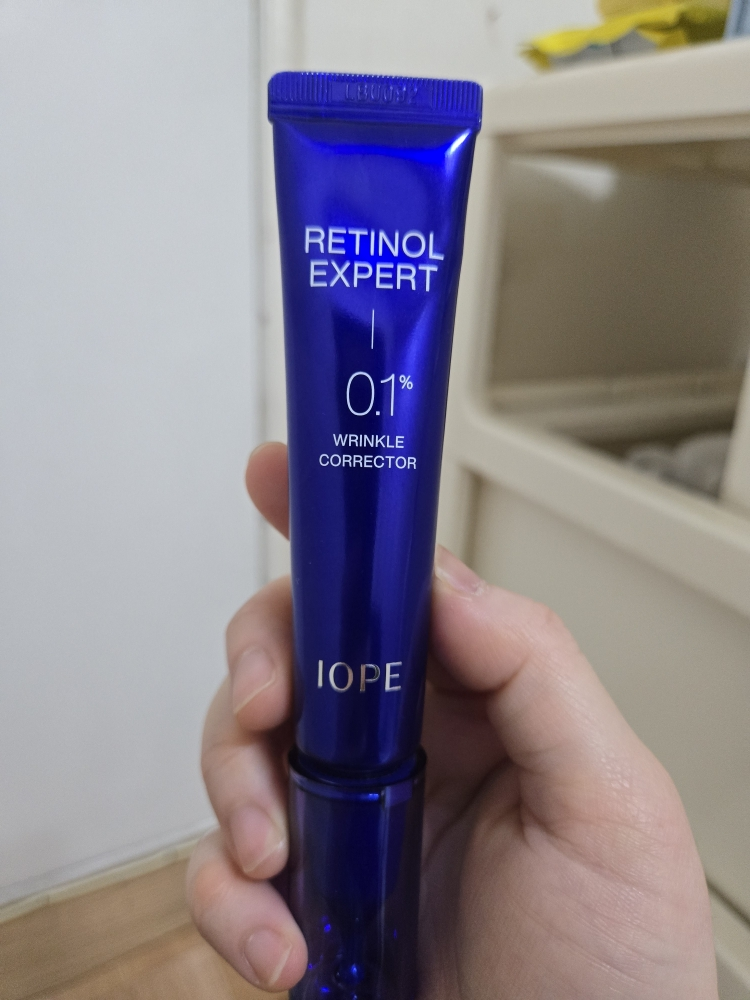 RETINOL
EXPERT
0.1%
WRINKLE
CORRECTOR
IOPE